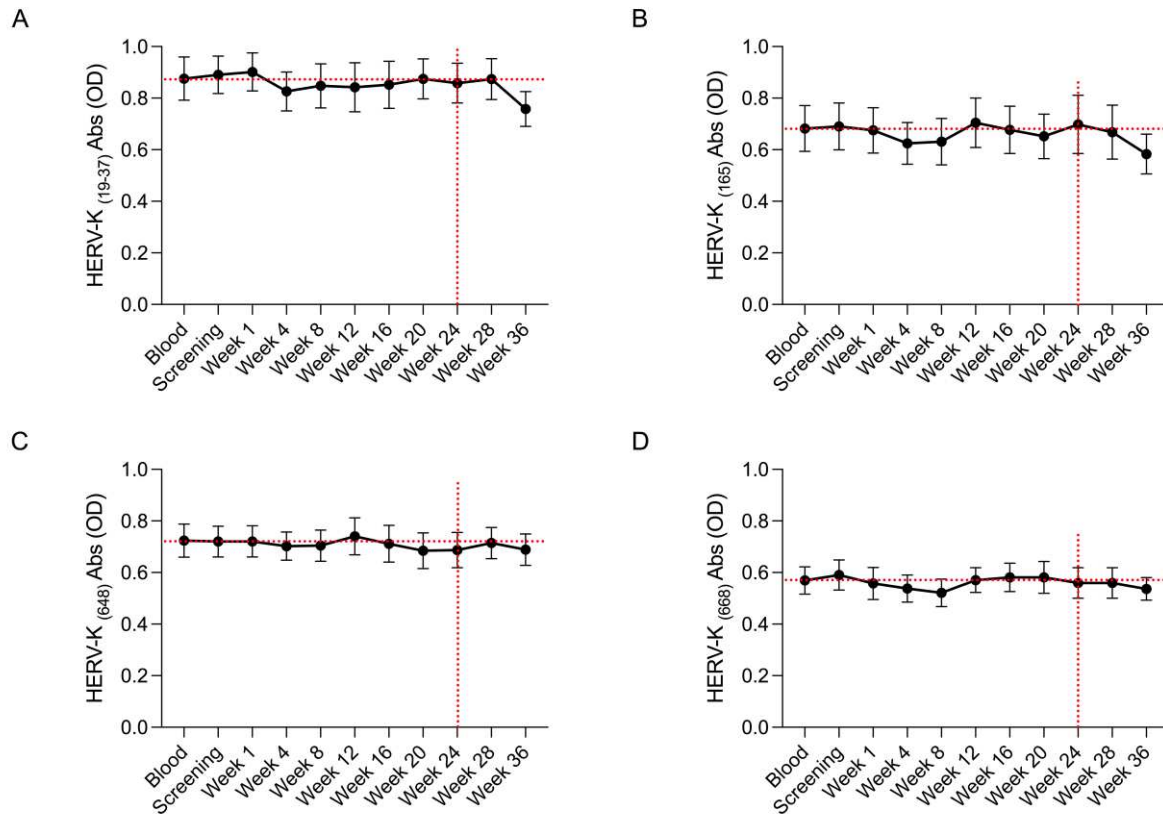 A
HERV-K (19-37) Abs (OD)
1.0
0.8
0.6
0.4
0.2
0.0
Blood
Screening
Week 1
Week 4
Week 8
Week 12
Week 16
Week 20
Week 24
Week 28
Week 36
B
HERV-K (165) Abs (OD)
1.0
0.8
0.6
0.4
0.2
0.0
Blood
Screening
Week 1
Week 4
Week 8
Week 12
Week 16
Week 20
Week 24
Week 28
Week 36
C
HERV-K (648) Abs (OD)
1.0
0.8
0.6
0.4
0.2
0.0
Blood
Screening
Week 1
Week 4
Week 8
Week 12
Week 16
Week 20
Week 24
Week 28
Week 36
D
HERV-K (668) Abs (OD)
1.0
0.8
0.6
0.4
0.2
0.0
Blood
Screening
Week 1
Week 4
Week 8
Week 12
Week 16
Week 20
Week 24
Week 28
Week 36